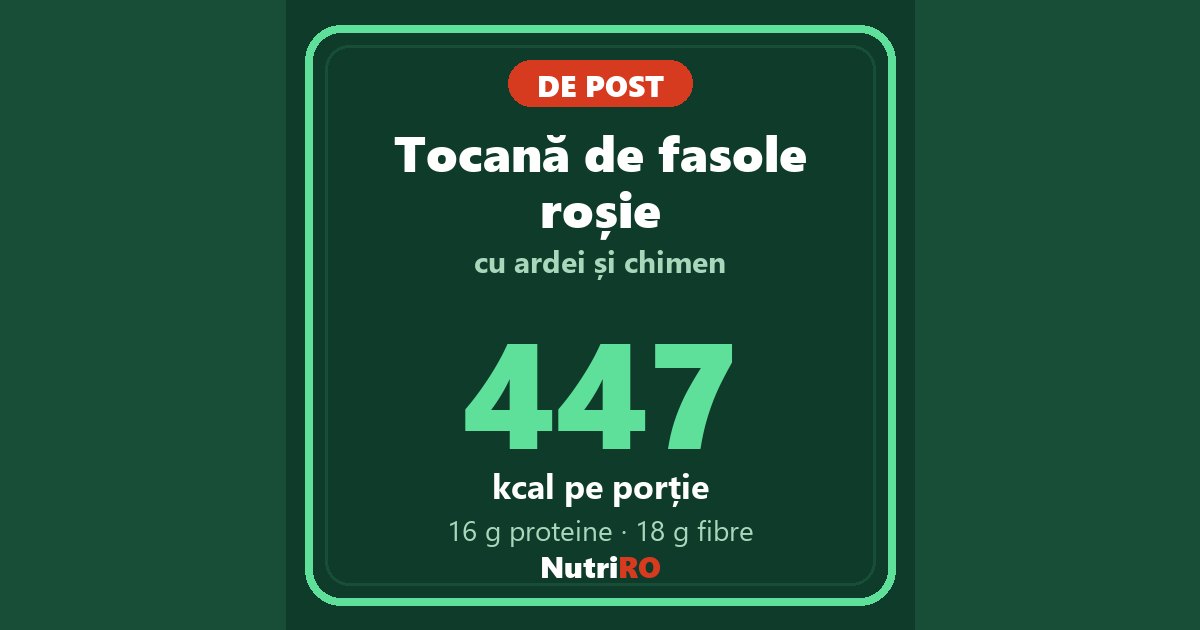 DE POST
Tocană de fasole
roșie
cu ardei și chimen
447
kcal pe porție
16 g proteine · 18 g fibre
NutriRO